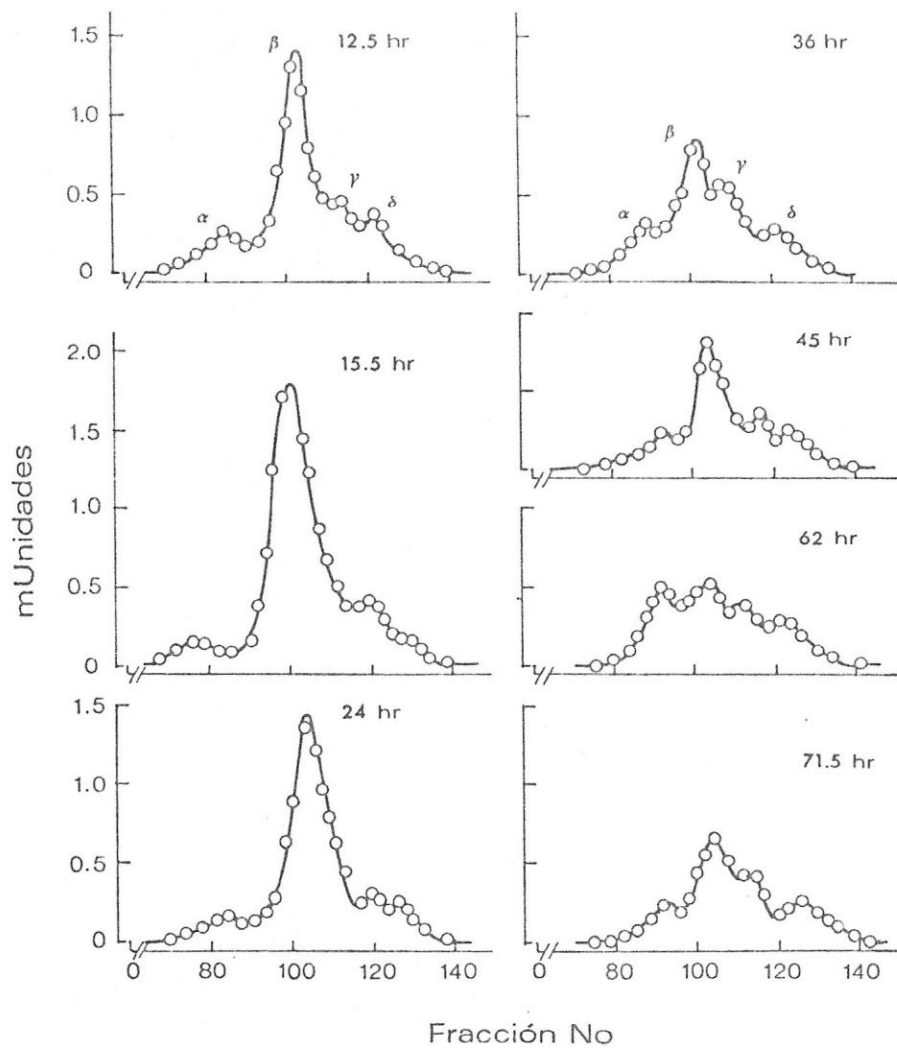 mUnidades
1.5
1.0
0.5
0
12.5 hr
α
β
γ
δ
36 hr
α
β
γ
δ
2.0
1.5
1.0
0.5
0
15.5 hr
45 hr
62 hr
1.5
1.0
0.5
0
24 hr
0 80 100 120 140
71.5 hr
0 80 100 120 140
Fracción No